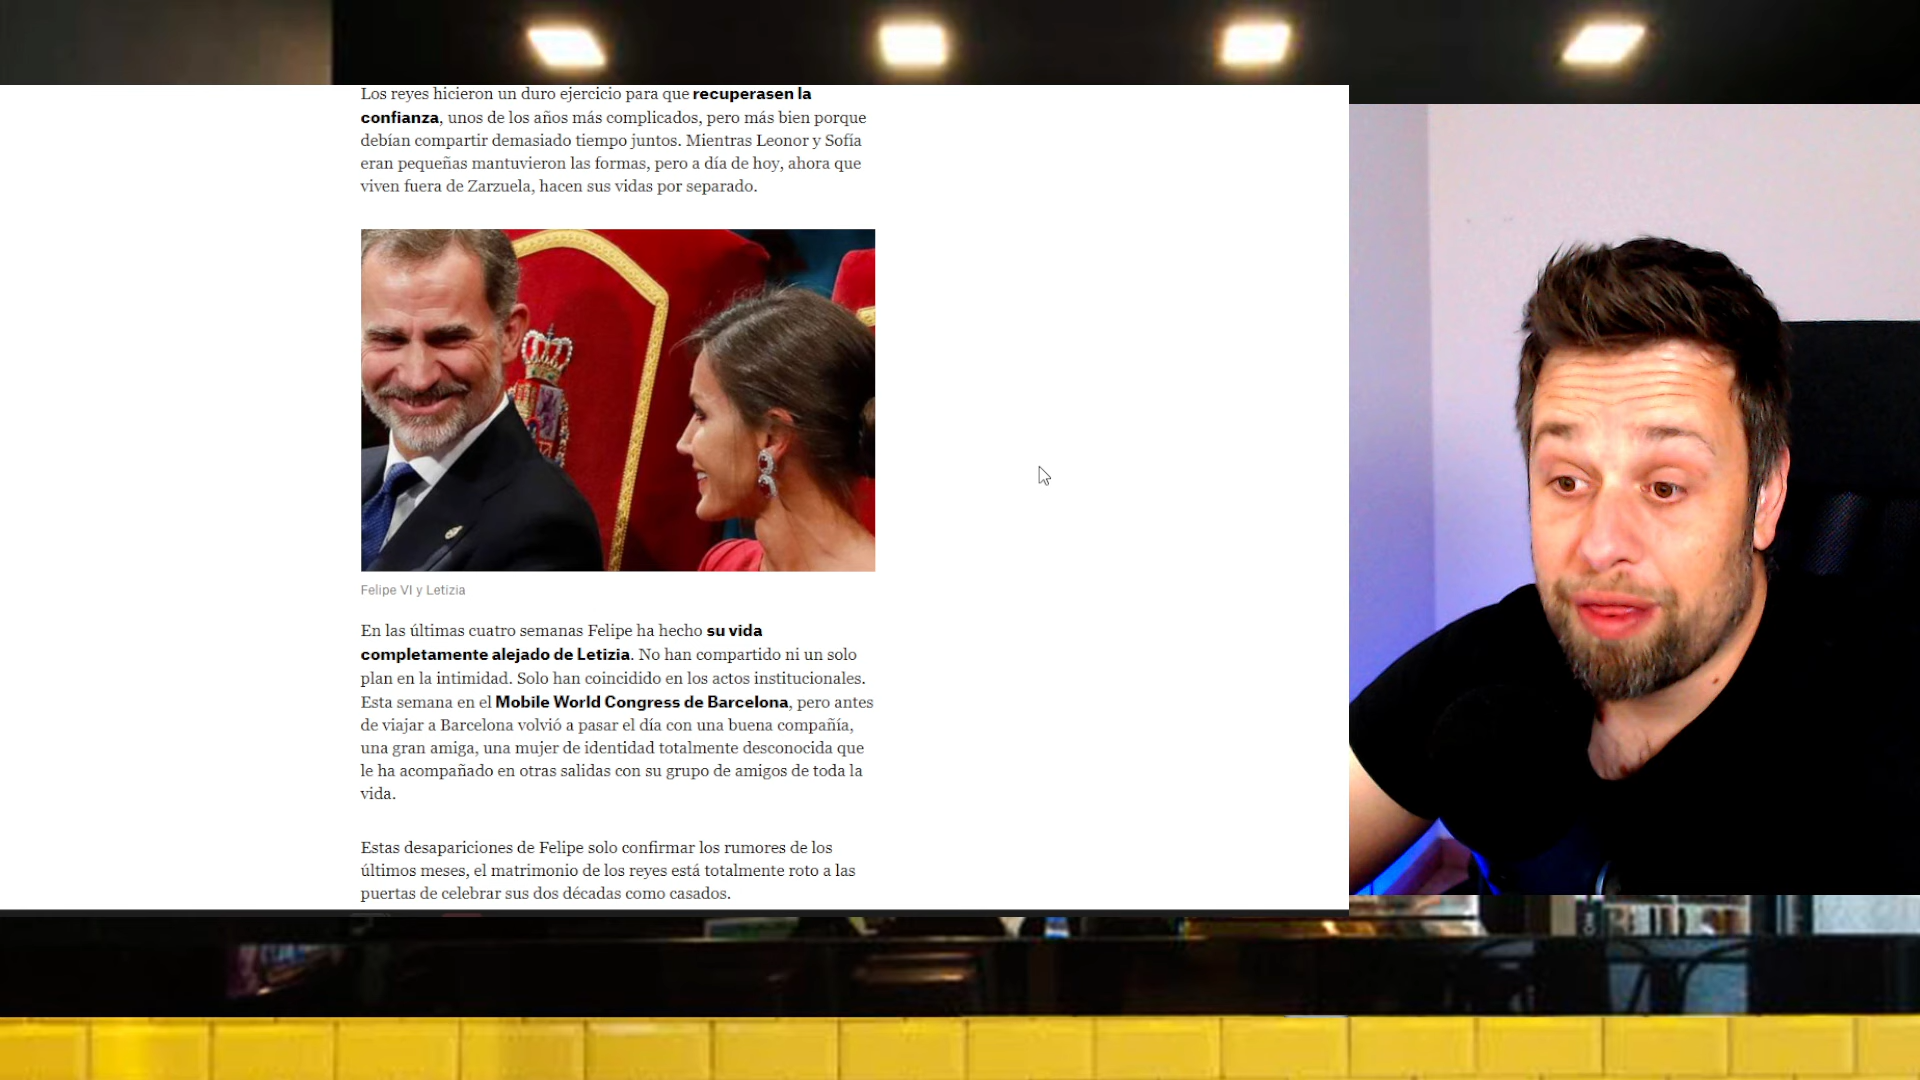 Los reyes hicieron un duro ejercicio para que recuperasen la
confianza, unos de los años más complicados, pero más bien porque
debían compartir demasiado tiempo juntos. Mientras Leonor y Sofía
eran pequeñas mantuvieron las formas, pero a día de hoy, ahora que
viven fuera de Zarzuela, hacen sus vidas por separado.
Felipe VI y Letizia
En las últimas cuatro semanas Felipe ha hecho su vida
completamente alejado de Letizia. No han compartido ni un solo
plan en la intimidad. Solo han coincidido en los actos institucionales.
Esta semana en el Mobile World Congress de Barcelona, pero antes
de viajar a Barcelona volvió a pasar el día con una buena compañía,
una gran amiga, una mujer de identidad totalmente desconocida que
le ha acompañado en otras salidas con su grupo de amigos de toda la
vida.
Estas desapariciones de Felipe solo confirmar los rumores de los
últimos meses, el matrimonio de los reyes está totalmente roto a las
puertas de celebrar sus dos décadas como casados.